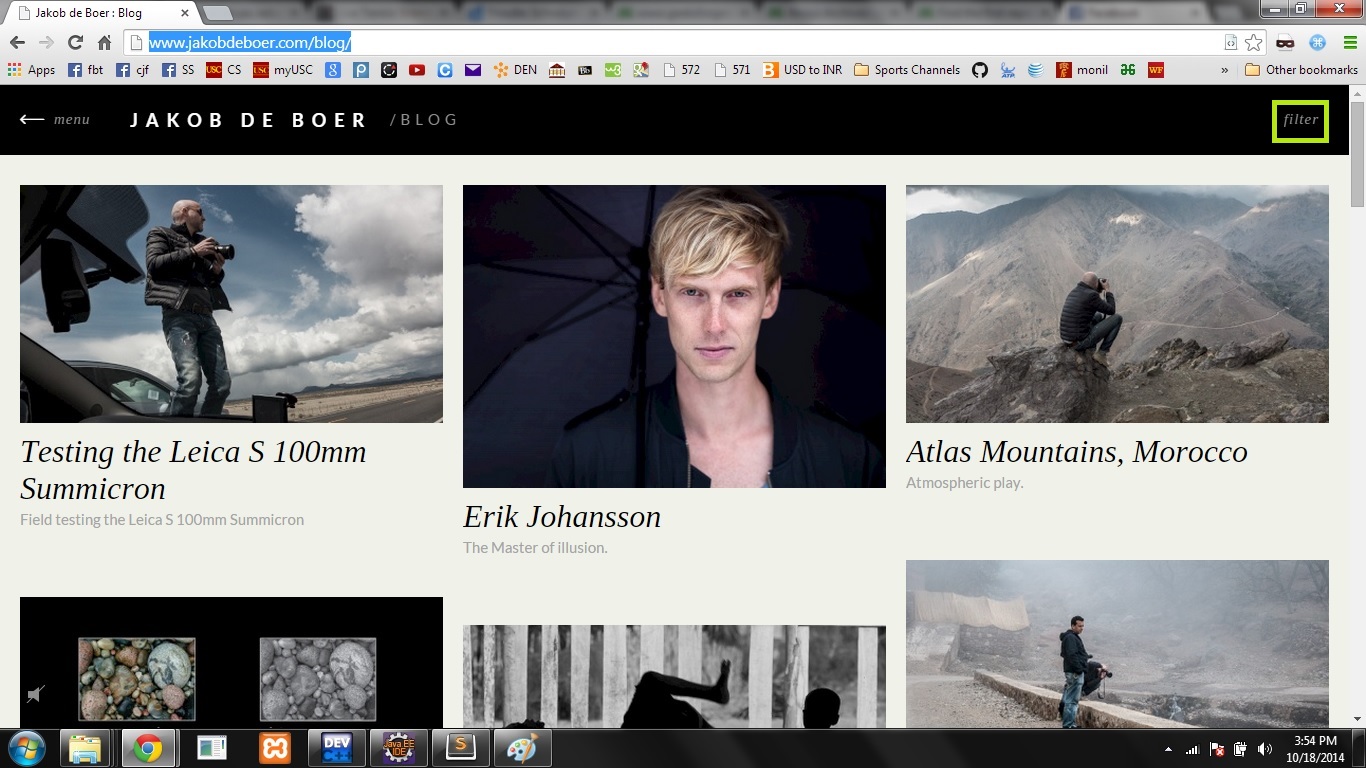 Jakob de Boer : Blog
www.jakobdeboer.com/blog/
Apps fbt cjf SS CS myUSC DEN 572 571 USD to INR Sports Channels monil » Other bookmarks
menu JAKOB DE BOER /BLOG filter
Testing the Leica S 100mm
Summicron
Field testing the Leica S 100mm Summicron
Erik Johansson
The Master of illusion.
Atlas Mountains, Morocco
Atmospheric play.
3:54 PM
10/18/2014